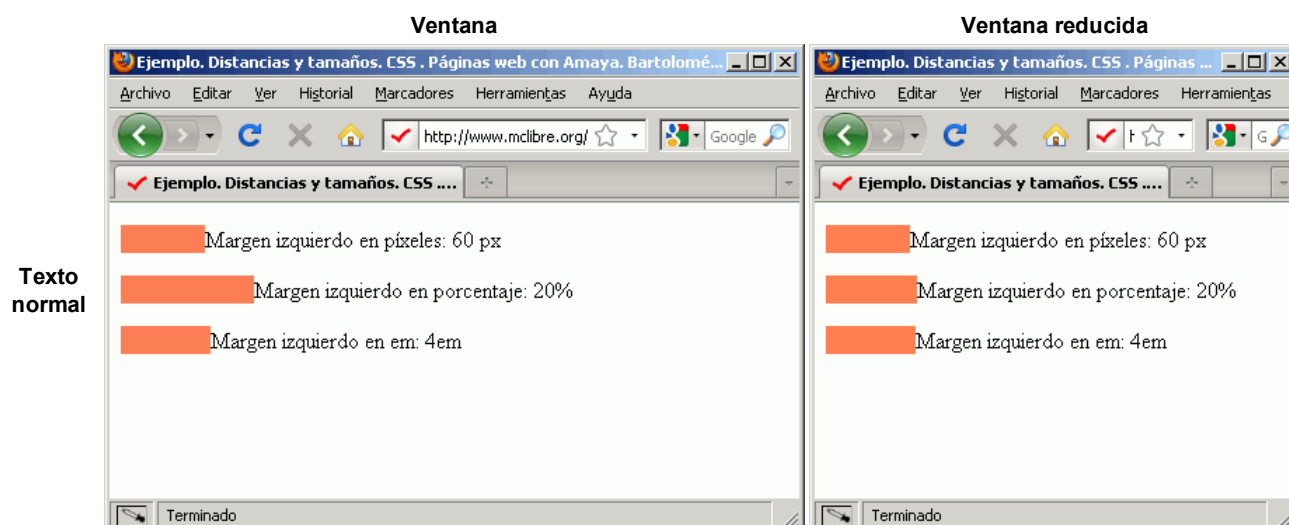 Ventana
Ventana reducida
Ejemplo. Distancias y tamaños. CSS . Páginas web con Amaya. Bartolomé...
Archivo Editar Ver Historial Marcadores Herramientas Ayuda
http://www.mclibre.org/ Google
Ejemplo. Distancias y tamaños. CSS ....
Margen izquierdo en píxeles: 60 px
Margen izquierdo en porcentaje: 20%
Margen izquierdo en em: 4em
Terminado
Ejemplo. Distancias y tamaños. CSS . Páginas ...
Archivo Editar Ver Historial Marcadores Herramientas
G
Ejemplo. Distancias y tamaños. CSS ....
Margen izquierdo en píxeles: 60 px
Margen izquierdo en porcentaje: 20%
Margen izquierdo en em: 4em
Terminado
Texto
normal